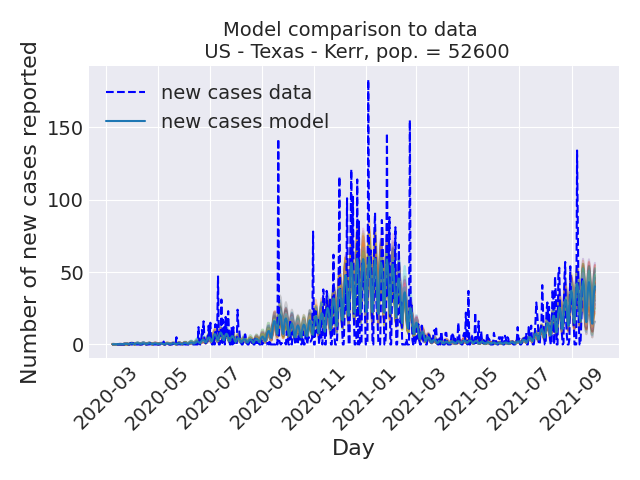 Model comparison to data
US - Texas - Kerr, pop. = 52600
new cases data
new cases model
Number of new cases reported
150
100
50
0
2020-03
2020-05
2020-07
2020-09
2020-11
2021-01
2021-03
2021-05
2021-07
2021-09
Day